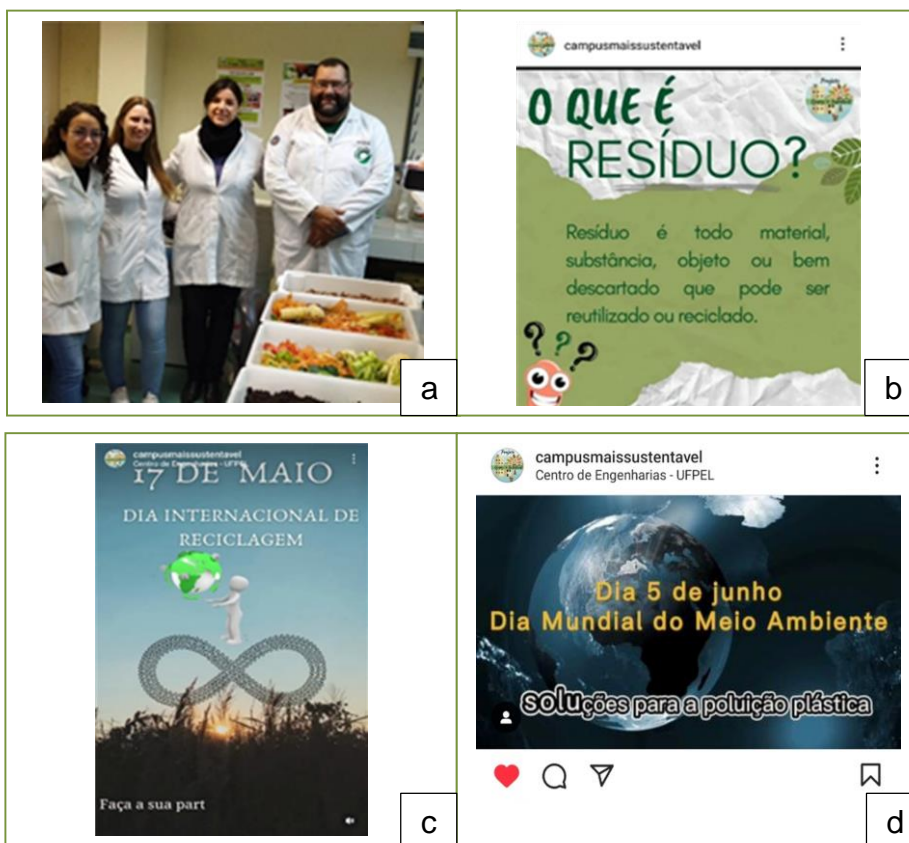 a
campusmaissustentavel
Projeto
O QUE É
RESÍDUO?
Resíduo é todo material,
substância, objeto ou bem
descartado que pode ser
reutilizado ou reciclado.
???
b
campusmaissustentavel
Centro de Engenharias - UFPEL
17 DE MAIO
DIA INTERNACIONAL DE
RECICLAGEM
Faça a sua part
c
campusmaissustentavel
Centro de Engenharias - UFPEL
Dia 5 de junho
Dia Mundial do Meio Ambiente
soluções para a poluição plástica
d